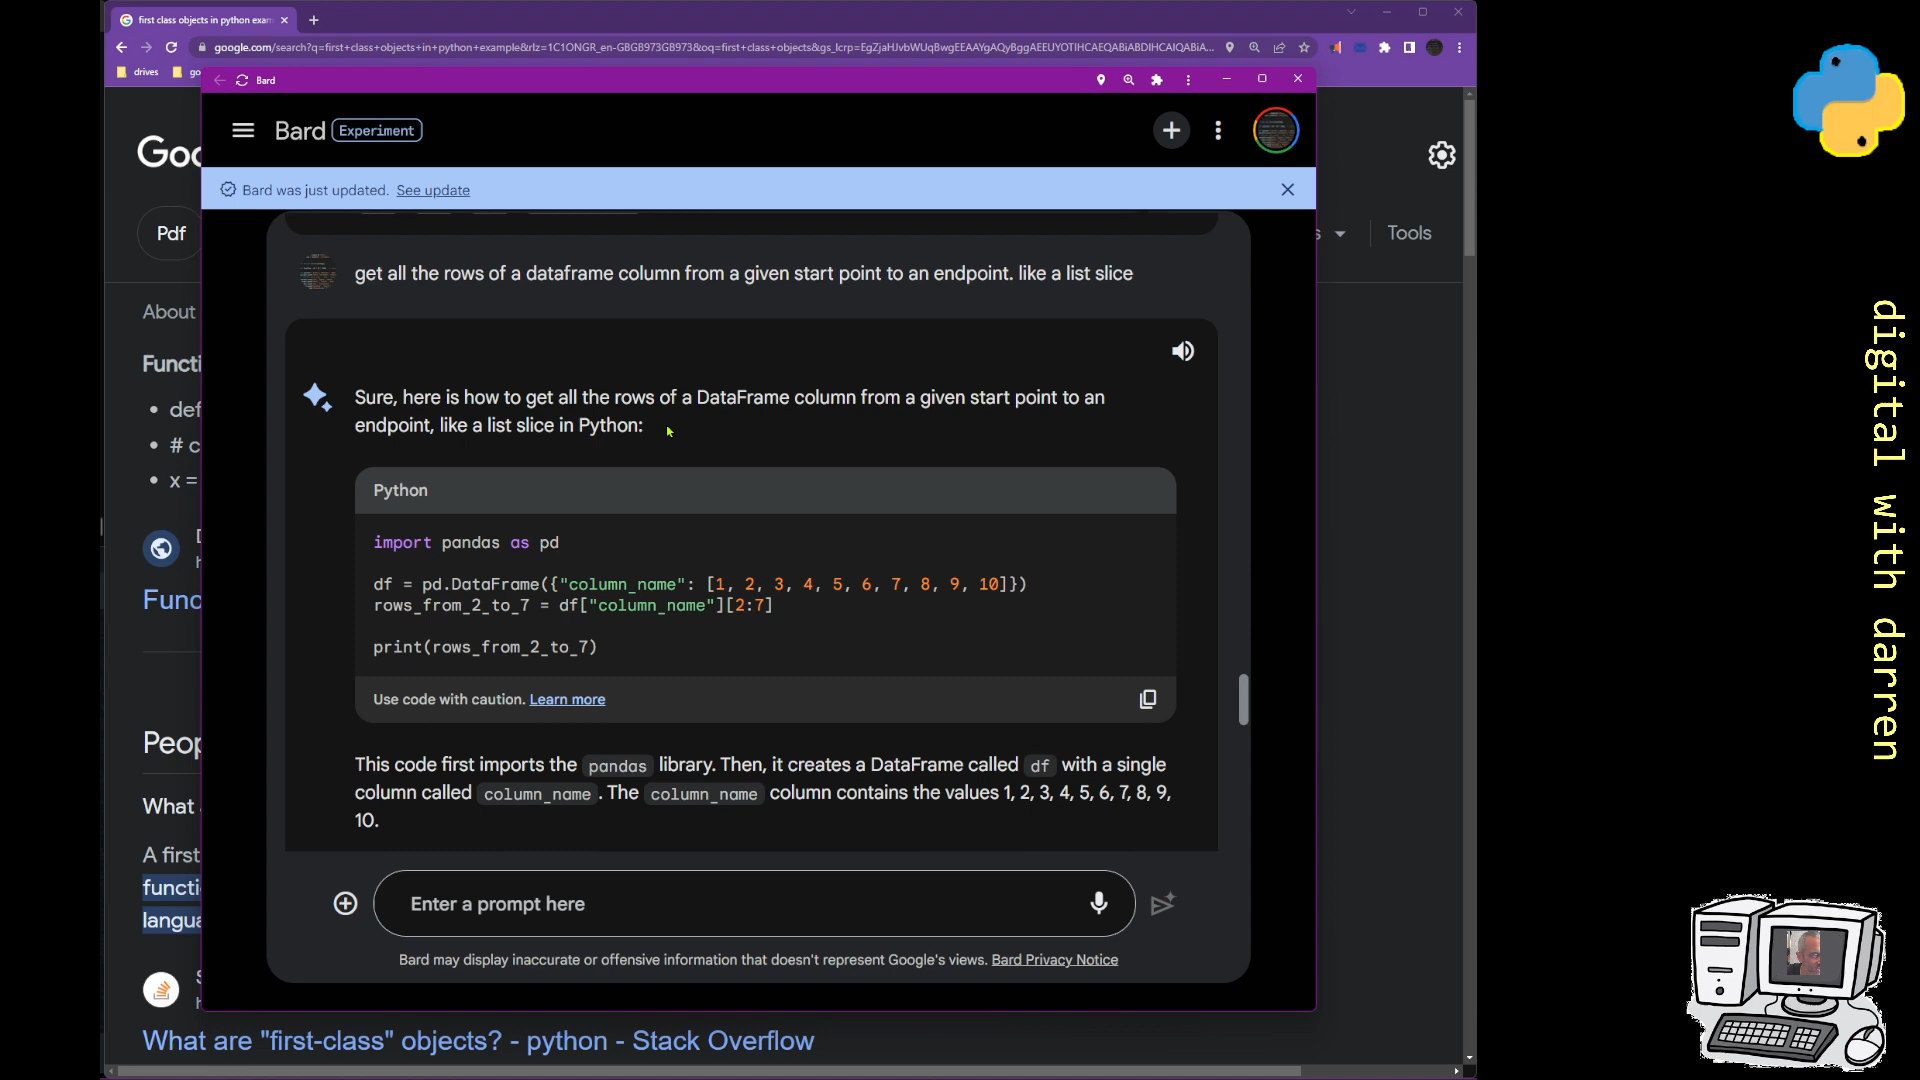 first class objects in python exam
google.com/search?q=first+class+objects+in+python+example&rlz=1C1ONGR_en-GBGB973GB973&oq=first+class+objects&gs_lcrp=EgZjaHJvbWUqBwgEEAAYgAQyBggAEEUYOTIHCAEQABiABDIHCAIQABiA...
drives
go
Bard
Goo
Bard Experiment
Bard was just updated. See update
Pdf
s
Tools
get all the rows of a dataframe column from a given start point to an endpoint. like a list slice
About
Functi
• def
• # c
• x =
Sure, here is how to get all the rows of a DataFrame column from a given start point to an
endpoint, like a list slice in Python:
Python
import pandas as pd
df = pd.DataFrame({"column_name": [1, 2, 3, 4, 5, 6, 7, 8, 9, 10]})
rows_from_2_to_7 = df["column_name"][2:7]
print(rows_from_2_to_7)
Func
Use code with caution. Learn more
Peop
This code first imports the pandas library. Then, it creates a DataFrame called df with a single
column called column_name . The column_name column contains the values 1, 2, 3, 4, 5, 6, 7, 8, 9,
10.
What
A first
functi
langua
Enter a prompt here
Bard may display inaccurate or offensive information that doesn't represent Google's views. Bard Privacy Notice
What are "first-class" objects? - python - Stack Overflow
digital with darren